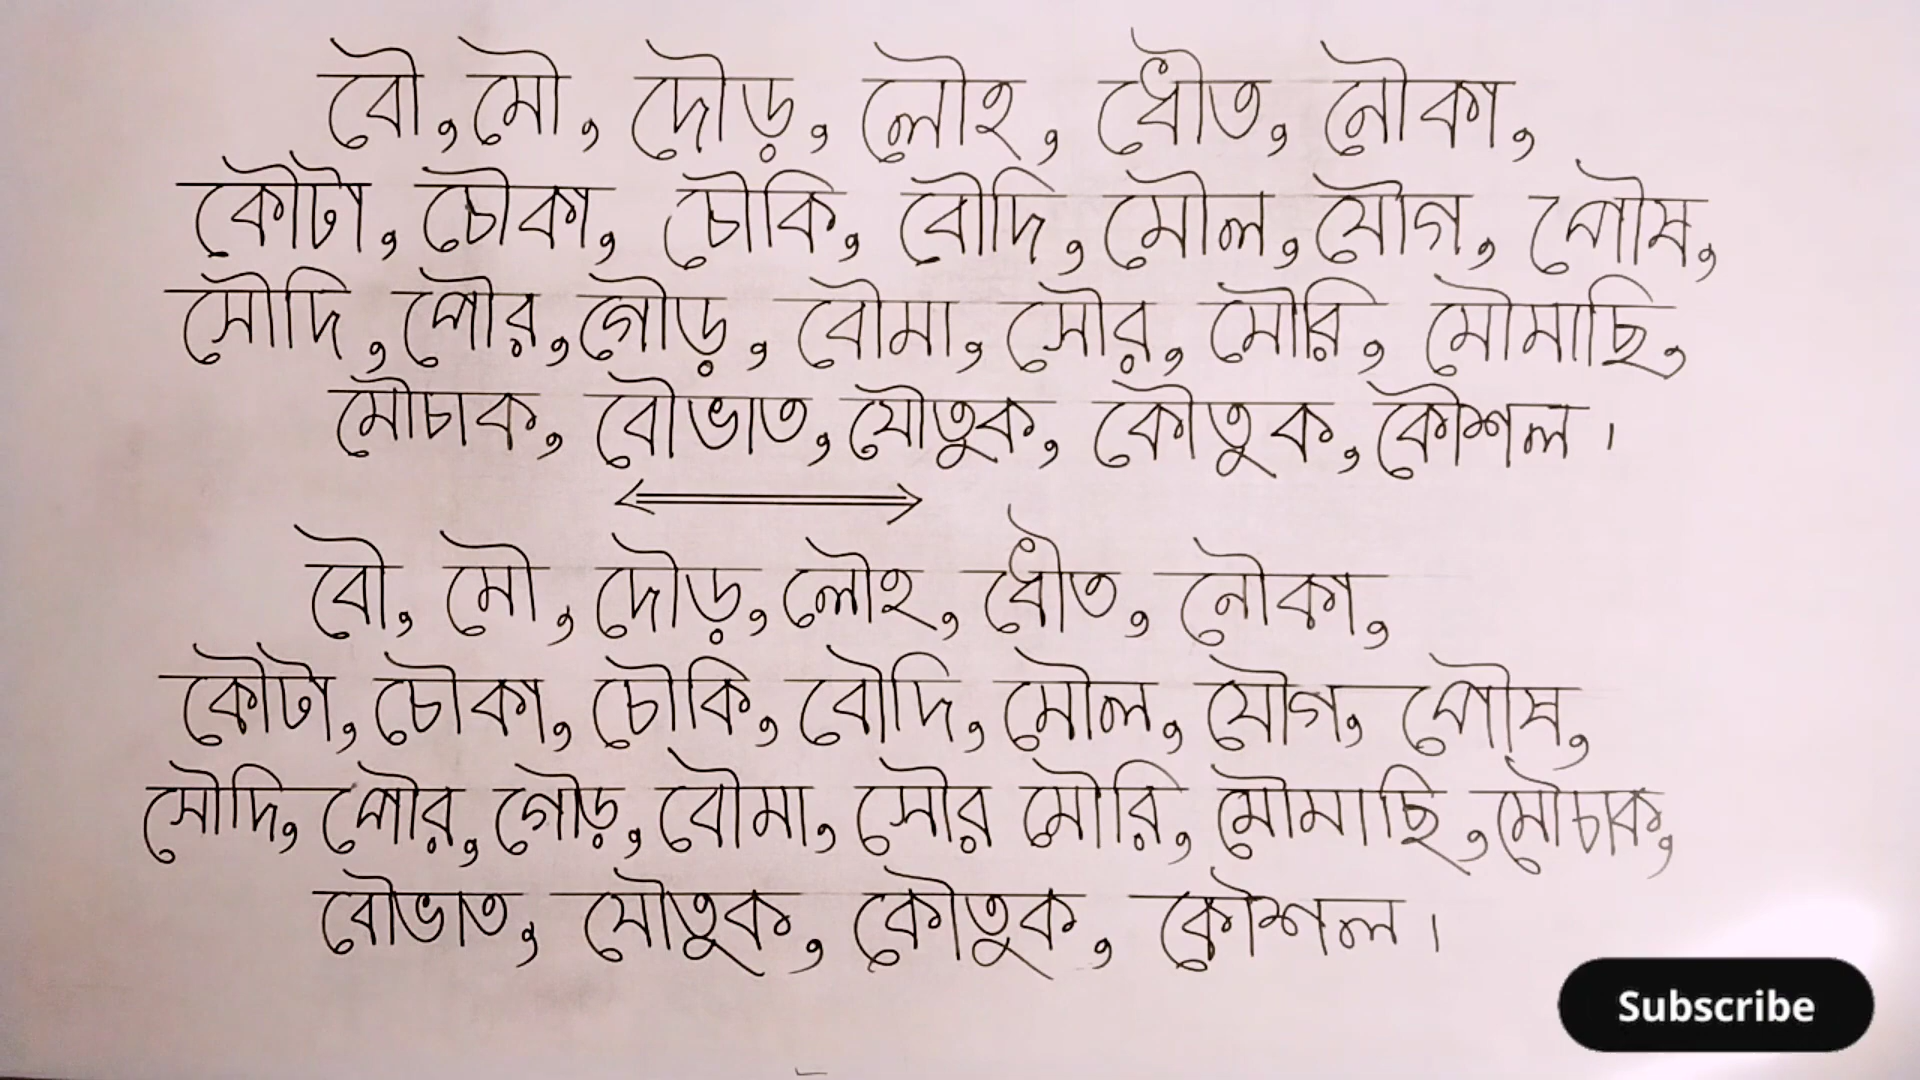 বৌ, মৌ, দৌড়, লৌহ, ধৌত, নৌকা,
কৌটা, চৌকা, চৌকি, বৌদি, মৌল, যৌগ, পৌষ,
সৌদি, পৌর, গৌড়, বৌমা, সৌর, মৌরি, মৌমাছি,
মৌচাক, বৌভাত, যৌতুক, কৌতুক, কৌশল।
বৌ, মৌ, দৌড়, লৌহ, ধৌত, নৌকা,
কৌটা, চৌকা, চৌকি, বৌদি, মৌল, যৌগ, পৌষ,
সৌদি, পৌর, গৌড়, বৌমা, সৌর মৌরি, মৌমাছি, মৌচাক,
বৌভাত, যৌতুক, কৌতুক, কৌশল।
Subscribe